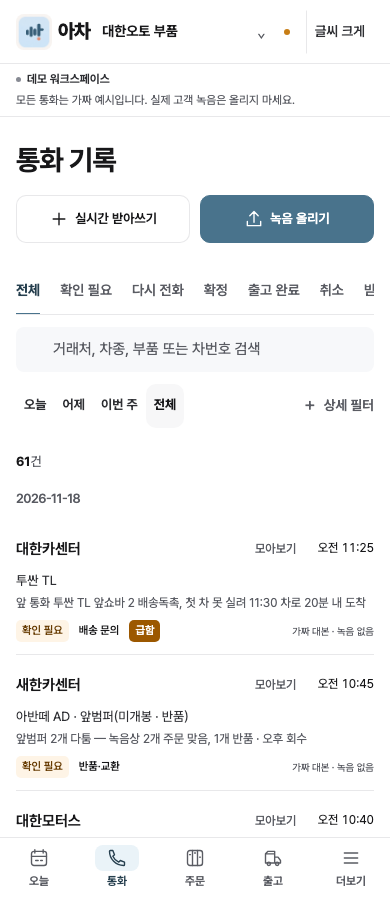 아차 대한오토 부품 글씨 크게
데모 워크스페이스
모든 통화는 가짜 예시입니다. 실제 고객 녹음은 올리지 마세요.
통화 기록
실시간 받아쓰기 녹음 올리기
전체 확인 필요 다시 전화 확정 출고 완료 취소 받
거래처, 차종, 부품 또는 차번호 검색
오늘 어제 이번 주 전체 상세 필터
61건
2026-11-18
대한카센터 모아보기 오전 11:25
투싼 TL
앞 통화 투싼 TL 앞쇼바 2 배송독촉, 첫 차 못 실려 11:30 차로 20분 내 도착
확인 필요 배송 문의 급함 가짜 대본 · 녹음 없음
새한카센터 모아보기 오전 10:45
아반떼 AD · 앞범퍼(미개봉 · 반품)
앞범퍼 2개 다툼 — 녹음상 2개 주문 맞음, 1개 반품 · 오후 회수
확인 필요 반품·교환 가짜 대본 · 녹음 없음
대한모터스 모아보기 오전 10:40
오늘 통화 주문 출고 더보기